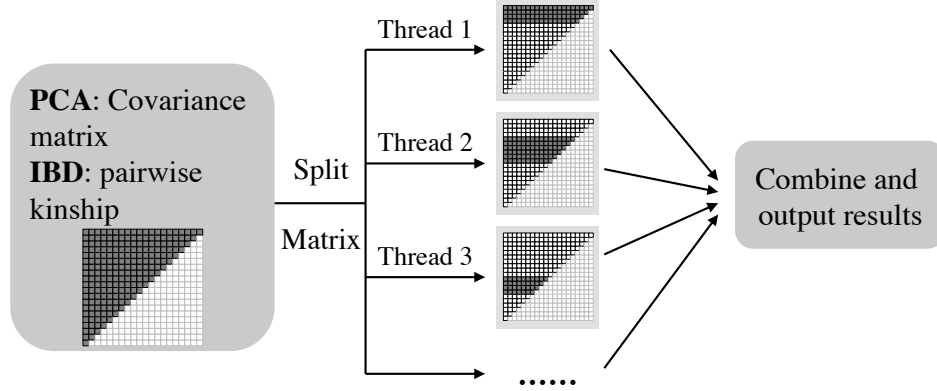 PCA: Covariance
matrix
IBD: pairwise
kinship
Split
Matrix
Thread 1
Thread 2
Thread 3
......
Combine and
output results